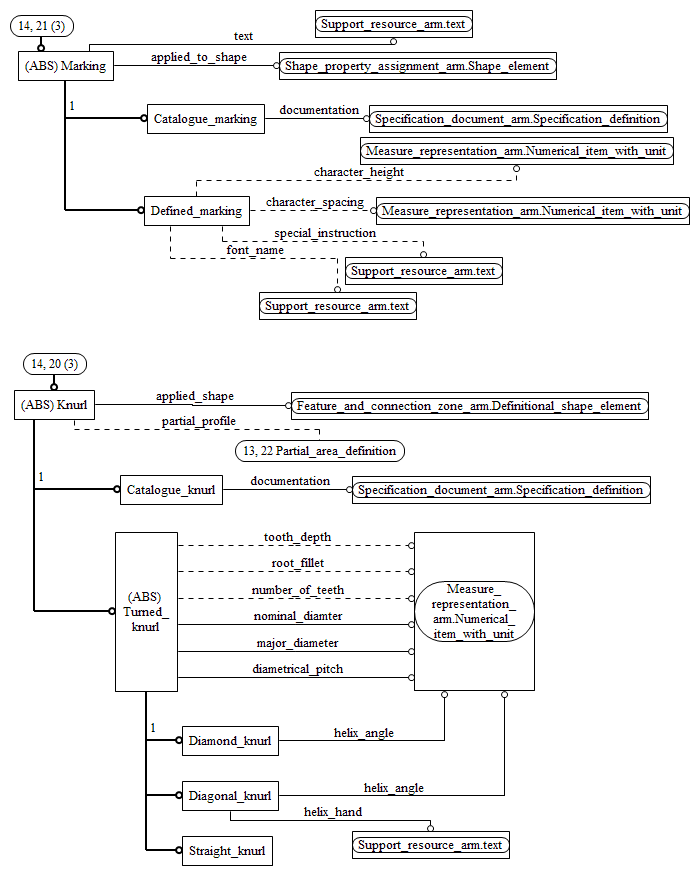 14, 21 (3)
Support_resource_arm.text
text
(ABS) Marking
applied_to_shape
Shape_property_assignment_arm.Shape_element
1
Catalogue_marking
documentation
Specification_document_arm.Specification_definition
Measure_representation_arm.Numerical_item_with_unit
character_height
Defined_marking
character_spacing
Measure_representation_arm.Numerical_item_with_unit
special_instruction
font_name
Support_resource_arm.text
Support_resource_arm.text
14, 20 (3)
(ABS) Knurl
applied_shape
Feature_and_connection_zone_arm.Definitional_shape_element
partial_profile
13, 22 Partial_area_definition
1
Catalogue_knurl
documentation
Specification_document_arm.Specification_definition
(ABS)
Turned_
knurl
tooth_depth
root_fillet
number_of_teeth
nominal_diamter
major_diameter
diametrical_pitch
Measure_
representation_
arm.Numerical_
item_with_unit
1
Diamond_knurl
helix_angle
Diagonal_knurl
helix_angle
helix_hand
Support_resource_arm.text
Straight_knurl